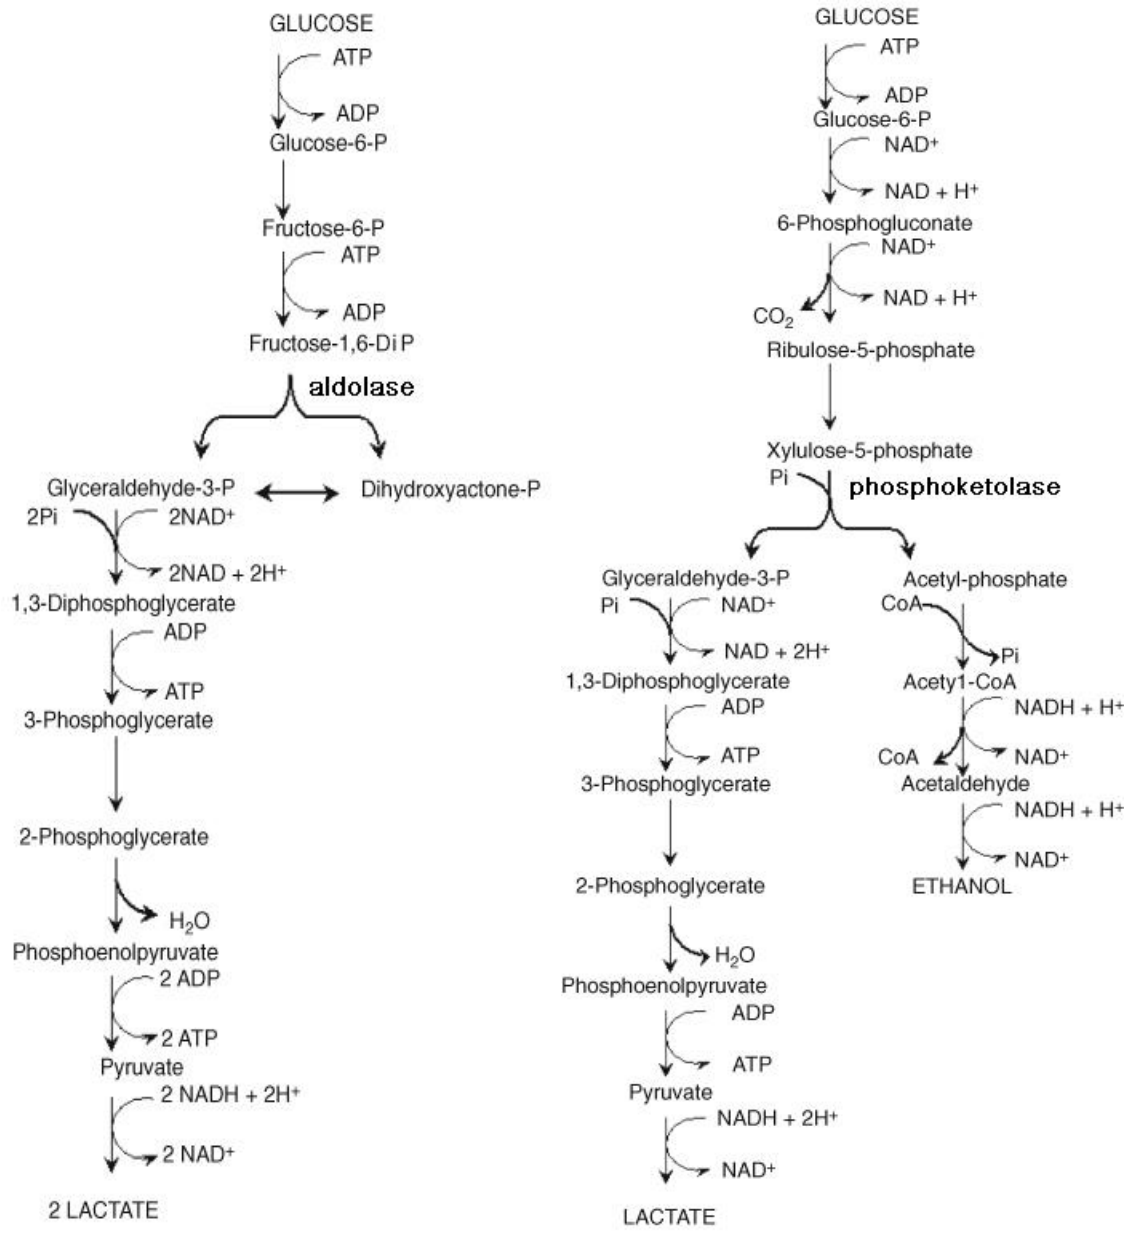 GLUCOSE
ATP
ADP
Glucose-6-P
Fructose-6-P
ATP
ADP
Fructose-1,6-Di P
aldolase
Glyceraldehyde-3-P
Dihydroxyactone-P
2Pi
2NAD+
2NAD + 2H+
1,3-Diphosphoglycerate
ADP
ATP
3-Phosphoglycerate
2-Phosphoglycerate
H2O
Phosphoenolpyruvate
2 ADP
2 ATP
Pyruvate
2 NADH + 2H+
2 NAD+
2 LACTATE
GLUCOSE
ATP
ADP
Glucose-6-P
NAD+
NAD + H+
6-Phosphogluconate
NAD+
NAD + H+
CO2
Ribulose-5-phosphate
Xylulose-5-phosphate
Pi
phosphoketolase
Glyceraldehyde-3-P
Pi
NAD+
NAD + 2H+
1,3-Diphosphoglycerate
ADP
ATP
3-Phosphoglycerate
2-Phosphoglycerate
H2O
Phosphoenolpyruvate
ADP
ATP
Pyruvate
NADH + 2H+
NAD+
LACTATE
Acetyl-phosphate
CoA
Pi
Acety1-CoA
NADH + H+
CoA
NAD+
Acetaldehyde
NADH + H+
NAD+
ETHANOL